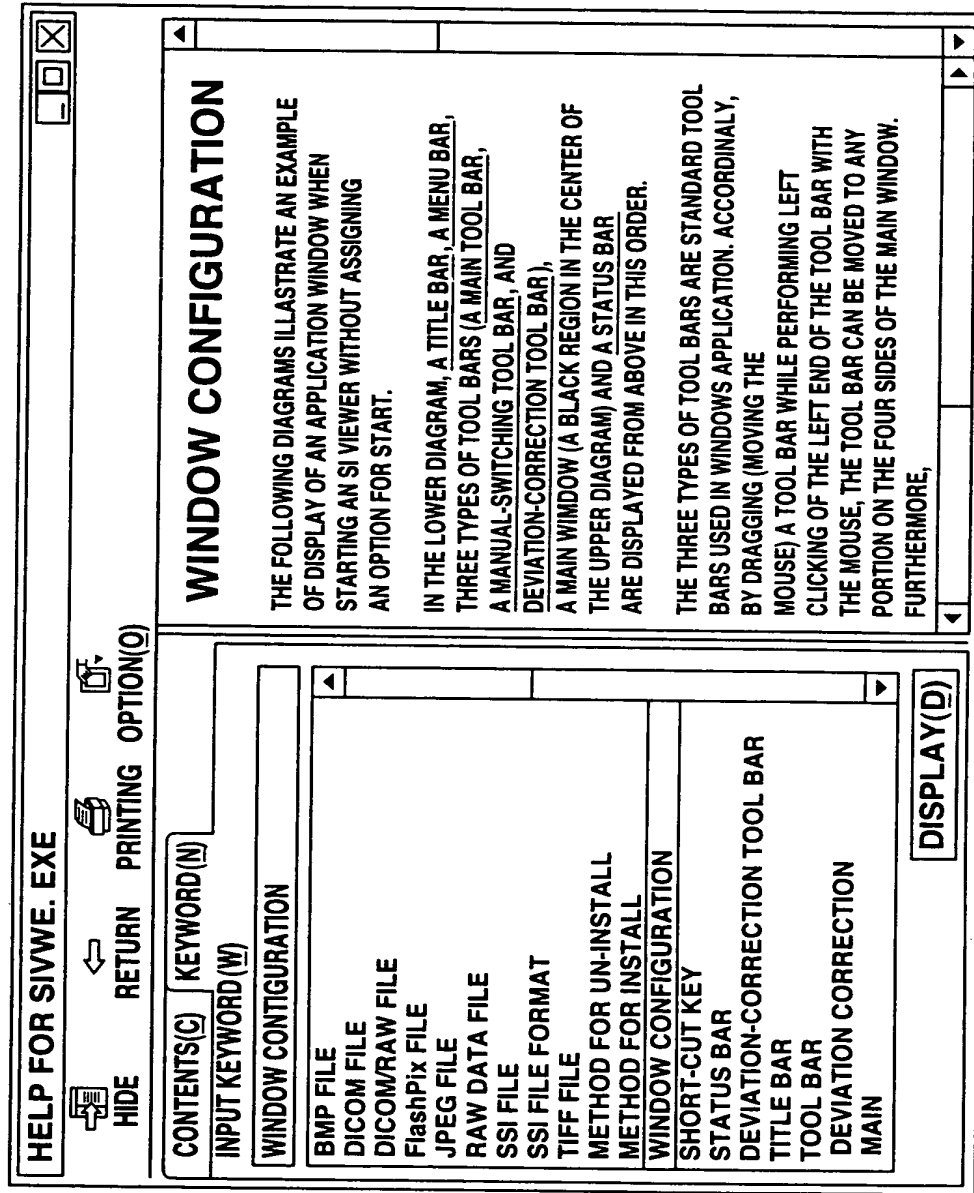 HELP FOR SIVWE. EXE
HIDE RETURN PRINTING OPTION(O)
CONTENTS(C) KEYWORD(N)
INPUT KEYWORD(W)
WINDOW CONTIGURATION
BMP FILE
DICOM FILE
DICOM/RAW FILE
FlashPix FILE
JPEG FILE
RAW DATA FILE
SSI FILE
SSI FILE FORMAT
TIFF FILE
METHOD FOR UN-INSTALL
METHOD FOR INSTALL
WINDOW CONFIGURATION
SHORT-CUT KEY
STATUS BAR
DEVIATION-CORRECTION TOOL BAR
TITLE BAR
TOOL BAR
DEVIATION CORRECTION
MAIN
DISPLAY(D)
WINDOW CONFIGURATION
THE FOLLOWING DIAGRAMS ILLASTRATE AN EXAMPLE
OF DISPLAY OF AN APPLICATION WINDOW WHEN
STARTING AN SI VIEWER WITHOUT ASSIGNING
AN OPTION FOR START.
IN THE LOWER DIAGRAM, A TITLE BAR, A MENU BAR,
THREE TYPES OF TOOL BARS (A MAIN TOOL BAR,
A MANUAL-SWITCHING TOOL BAR, AND
DEVIATION-CORRECTION TOOL BAR),
A MAIN WIMDOW (A BLACK REGION IN THE CENTER OF
THE UPPER DIAGRAM) AND A STATUS BAR
ARE DISPLAYED FROM ABOVE IN THIS ORDER.
THE THREE TYPES OF TOOL BARS ARE STANDARD TOOL
BARS USED IN WINDOWS APPLICATION. ACCORDINALY,
BY DRAGGING (MOVING THE
MOUSE) A TOOL BAR WHILE PERFORMING LEFT
CLICKING OF THE LEFT END OF THE TOOL BAR WITH
THE MOUSE, THE TOOL BAR CAN BE MOVED TO ANY
PORTION ON THE FOUR SIDES OF THE MAIN WINDOW.
FURTHERMORE,